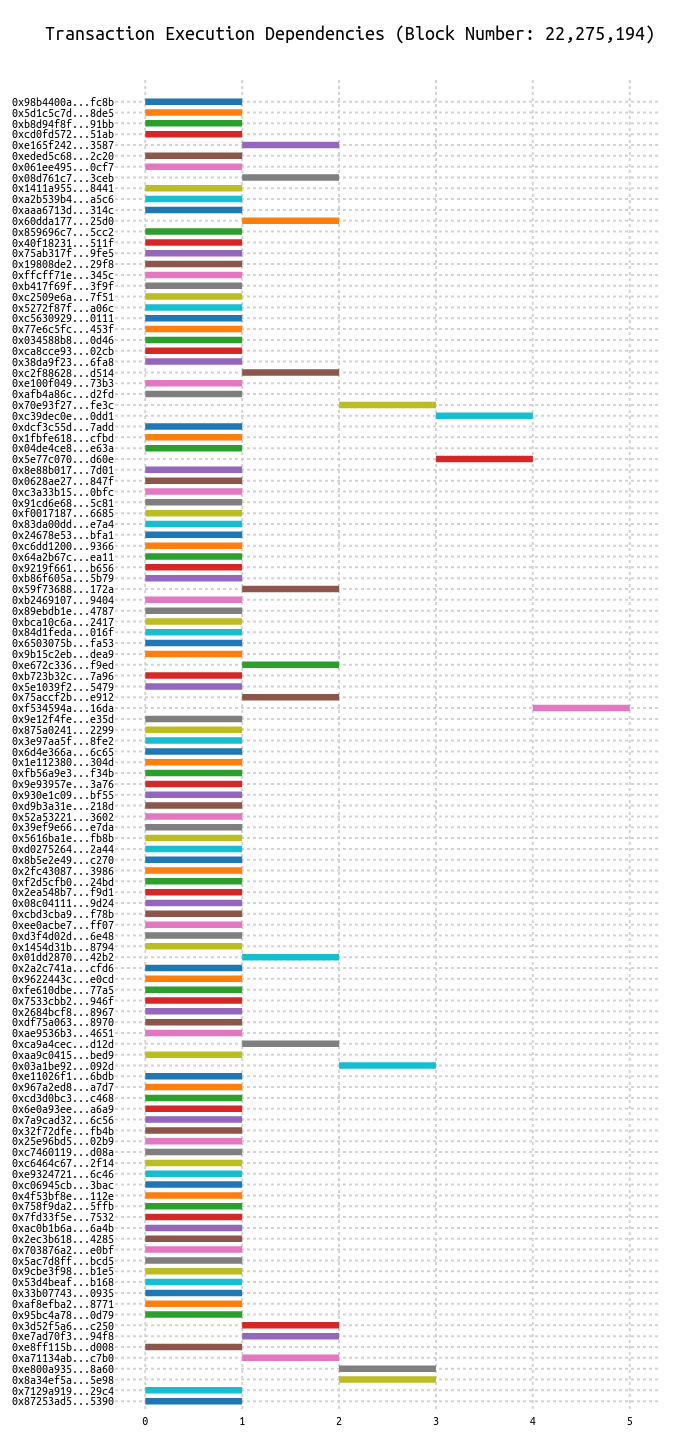 Transaction Execution Dependencies (Block Number: 22,275,194)
0x98b4400a...fc8b
0x5d1c5c7d...8de5
0xb8d94f8f...91bb
0xcd0fd572...51ab
0xe165f242...3587
0xeded5c68...2c20
0x061ee495...0cf7
0x08d761c7...3ceb
0x1411a955...8441
0xa2b539b4...a5c6
0xaaa6713d...314c
0x60dda177...25d0
0x859696c7...5cc2
0x40f18231...511f
0x75ab317f...9fe5
0x19808de2...29f8
0xffcff71e...345c
0xb417f69f...3f9f
0xc2509e6a...7f51
0x5272f87f...a06c
0xc5630929...0111
0x77e6c5fc...453f
0x034588b8...0d46
0xca8cce93...02cb
0x38da9f23...6fa8
0xc2f88628...d514
0xe100f049...73b3
0xafb4a86c...d2fd
0x70e93f27...fe3c
0xc39dec0e...0dd1
0xdcf3c55d...7add
0x1fbfe618...cfbd
0x04de4ce8...e63a
0x5e77c070...d60e
0x8e88b017...7d01
0x0628ae27...847f
0xc3a33b15...0bfc
0x91cd6e68...5c81
0xf0017187...6685
0x83da00dd...e7a4
0x24678e53...bfa1
0xc6dd1200...9366
0x64a2b67c...ea11
0x9219f661...b656
0xb86f605a...5b79
0x59f73688...172a
0xb2469107...9404
0x89ebdb1e...4787
0xbca10c6a...2417
0x84d1feda...016f
0x6503075b...fa53
0x9b15c2eb...dea9
0xe672c336...f9ed
0xb723b32c...7a96
0x5e1039f2...5479
0x75accf2b...e912
0xf534594a...16da
0x9e12f4fe...e35d
0x875a0241...2299
0x3e97aa5f...8fe2
0x6d4e366a...6c65
0x1e112380...304d
0xfb56a9e3...f34b
0x9e93957e...3a76
0x930e1c09...bf55
0xd9b3a31e...218d
0x52a53221...3602
0x39ef9e66...e7da
0x5616ba1e...fb8b
0xd0275264...2a44
0x8b5e2e49...c270
0x2fc43087...3986
0xf2d5cfb0...24bd
0x2ea548b7...f9d1
0x08c04111...9d24
0xcbd3cba9...f78b
0xee0acbe7...ff07
0xd3f4d02d...6e48
0x1454d31b...8794
0x01dd2870...42b2
0x2a2c741a...cfd6
0x9622443c...e0cd
0xfe610dbe...77a5
0x7533cbb2...946f
0x2684bcf8...8967
0xdf75a063...8970
0xae9536b3...4651
0xca9a4cec...d12d
0xaa9c0415...bed9
0x03a1be92...092d
0xe11026f1...6bdb
0x967a2ed8...a7d7
0xcd3d0bc3...c468
0x6e0a93ee...a6a9
0x7a9cad32...6c56
0x32f72dfe...fb4b
0x25e96bd5...02b9
0xc7460119...d08a
0xc6464c67...2f14
0xe9324721...6c46
0xc06945cb...3bac
0x4f53bf8e...112e
0x758f9da2...5ffb
0x7fd33f5e...7532
0xac0b1b6a...6a4b
0x2ec3b618...4285
0x703876a2...e0bf
0x5ac7d8ff...bcd5
0x9cbe3f98...b1e5
0x53d4beaf...b168
0x33b07743...0935
0xaf8efba2...8771
0x95bc4a78...0d79
0x3d52f5a6...c250
0xe7ad70f3...94f8
0xe8ff115b...d008
0xa71134ab...c7b0
0xe800a935...8a60
0x8a34ef5a...5e98
0x7129a919...29c4
0x87253ad5...5390
0 1 2 3 4 5